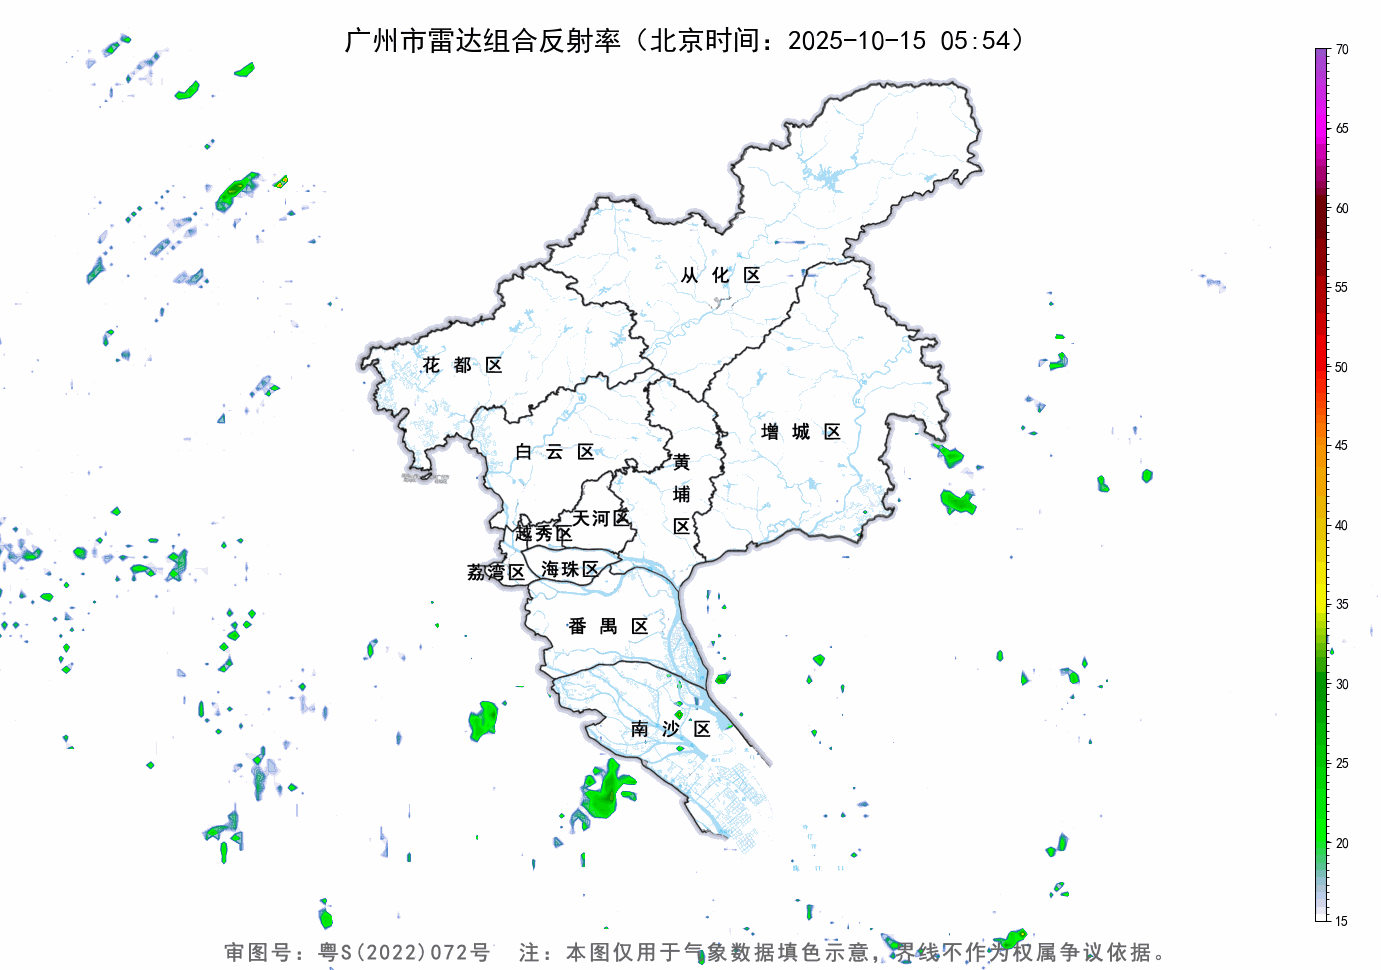 广州市雷达组合反射率（北京时间：2025-10-15 05:54）
70
65
60
55
50
45
40
35
30
25
20
15
从化区
花都区
增城区
白云区
黄埔区
天河区
越秀区
荔湾区
海珠区
番禺区
南沙区
审图号：粤S(2022)072号 注：本图仅用于气象数据填色示意，界线不作为权属争议依据。